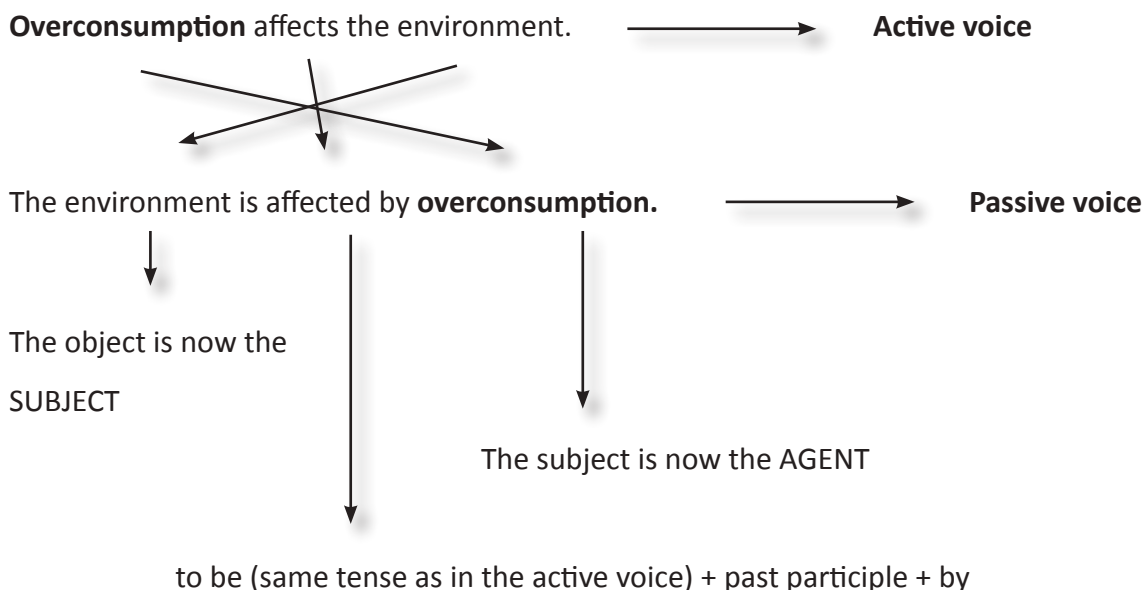 Overconsumption affects the environment. Active voice
The environment is affected by overconsumption. Passive voice
The object is now the
SUBJECT
The subject is now the AGENT
to be (same tense as in the active voice) + past participle + by